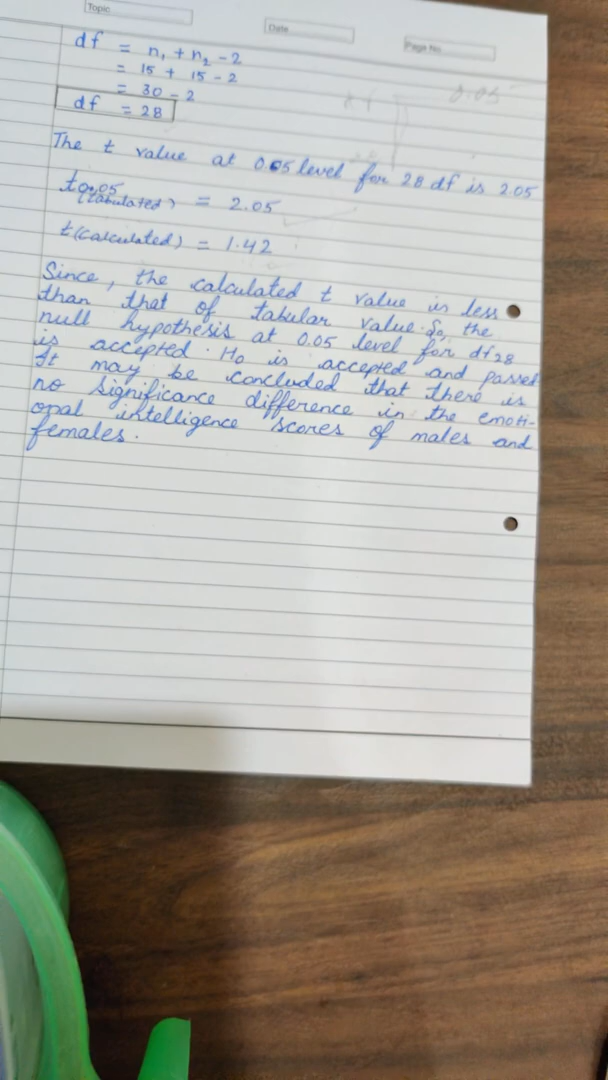 Topic
Date
Page No.
df = n1 + n2 - 2
= 15 + 15 - 2
= 30 - 2
df = 28
The t value at 0.05 level for 28 df is 2.05
t0.05 (tabulated) = 2.05
t(calculated) = 1.42
Since, the calculated t value is less
than that of tabular value. So, the
null hypothesis at 0.05 level for df28
is accepted. H0 is accepted and passed
It may be concluded that there is
no significance difference in the emoti-
onal intelligence scores of males and
females.